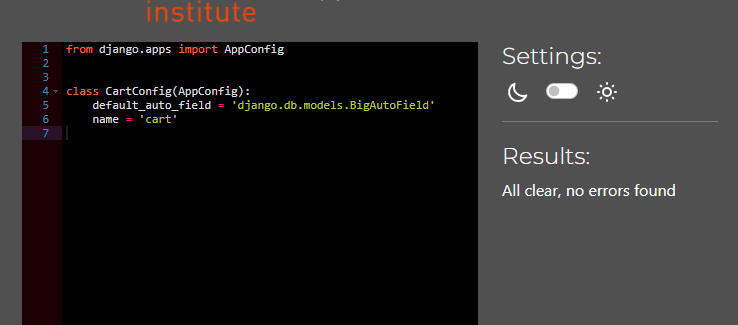 institute
1 from django.apps import AppConfig
2
3
4 class CartConfig(AppConfig):
5     default_auto_field = 'django.db.models.BigAutoField'
6     name = 'cart'
7
Settings:
Results:
All clear, no errors found